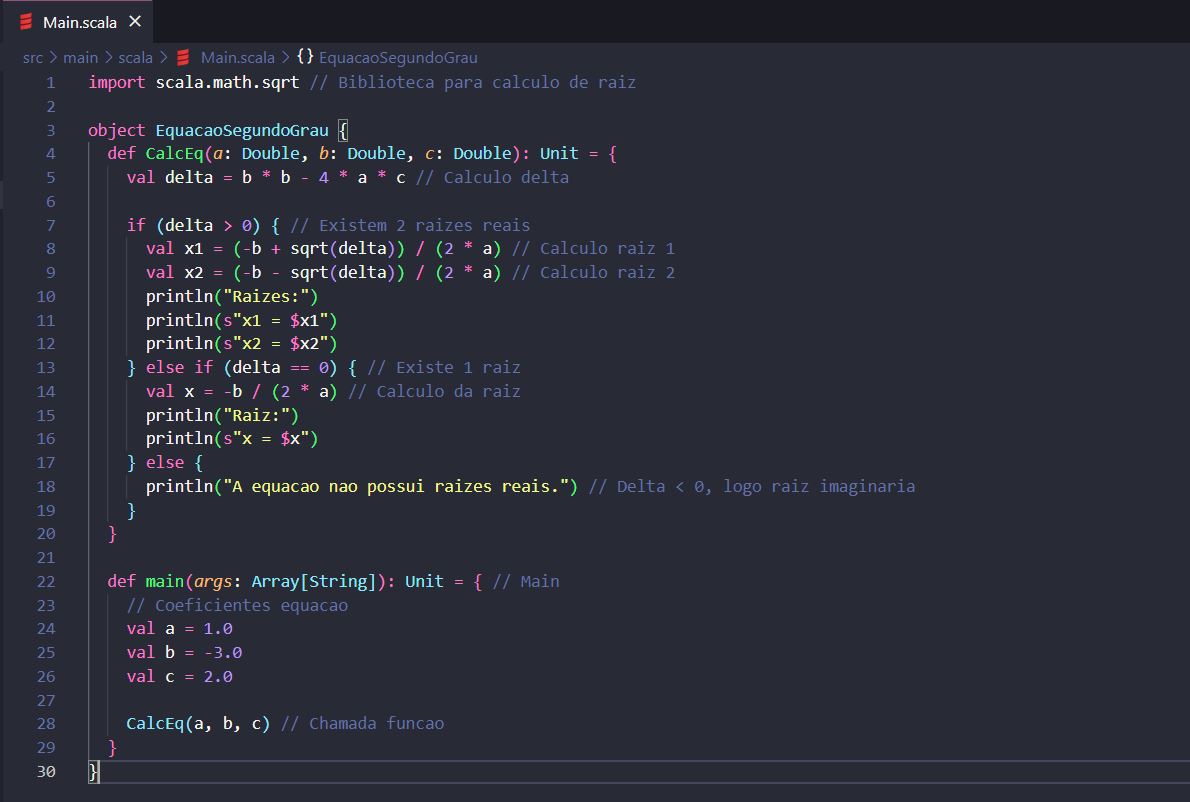 Main.scala ×
src > main > scala > Main.scala > {} EquacaoSegundoGrau
1 import scala.math.sqrt // Biblioteca para calculo de raiz
2
3 object EquacaoSegundoGrau {
4   def CalcEq(a: Double, b: Double, c: Double): Unit = {
5     val delta = b * b - 4 * a * c // Calculo delta
6
7     if (delta > 0) { // Existem 2 raizes reais
8       val x1 = (-b + sqrt(delta)) / (2 * a) // Calculo raiz 1
9       val x2 = (-b - sqrt(delta)) / (2 * a) // Calculo raiz 2
10       println("Raizes:")
11       println(s"x1 = $x1")
12       println(s"x2 = $x2")
13     } else if (delta == 0) { // Existe 1 raiz
14       val x = -b / (2 * a) // Calculo da raiz
15       println("Raiz:")
16       println(s"x = $x")
17     } else {
18       println("A equacao nao possui raizes reais.") // Delta < 0, logo raiz imaginaria
19     }
20   }
21
22   def main(args: Array[String]): Unit = { // Main
23     // Coeficientes equacao
24     val a = 1.0
25     val b = -3.0
26     val c = 2.0
27
28     CalcEq(a, b, c) // Chamada funcao
29   }
30 }